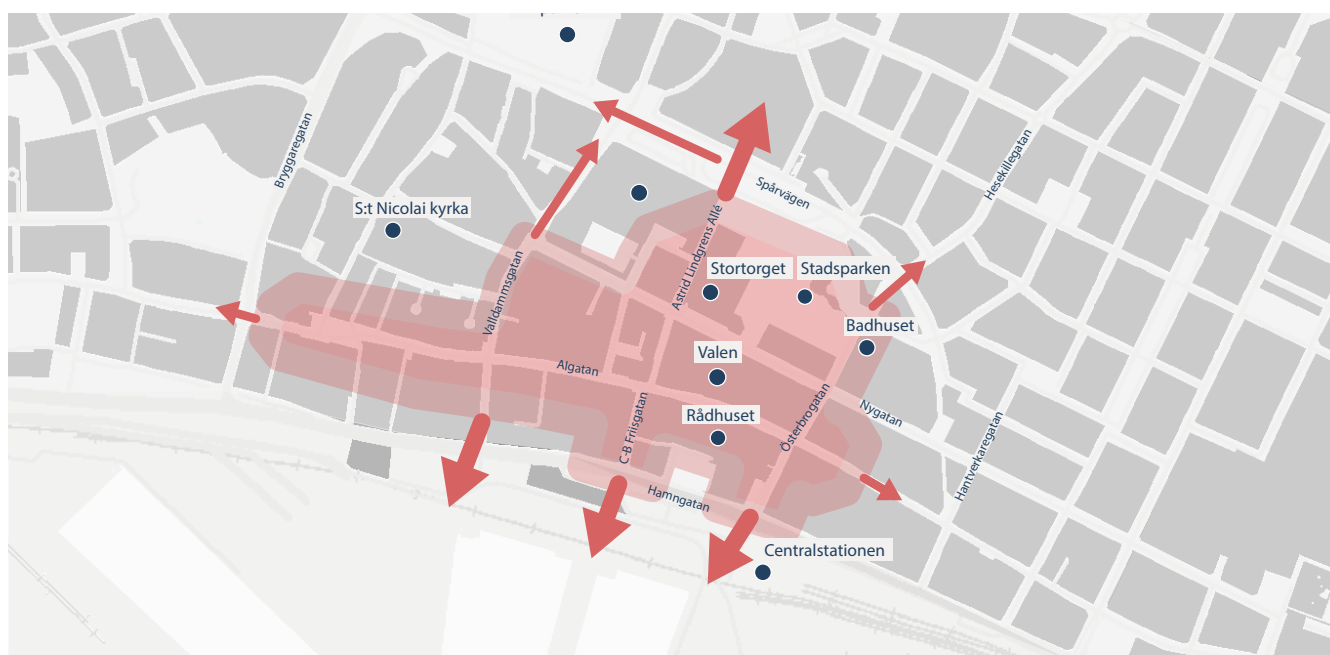 Bryggaregatan
Hesekillegatan
Spårvägen
S:t Nicolai kyrka
Astrid Lindgrens Allé
Valldammsgatan
Stortorget
Stadsparken
Badhuset
Valen
Algatan
Rådhuset
C-B Friisgatan
Österbrogatan
Nygatan
Hantverkaregatan
Hamngatan
Centralstationen